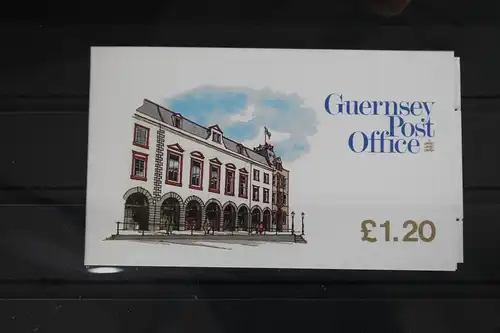 Guernsey
Post
Office
£1.20